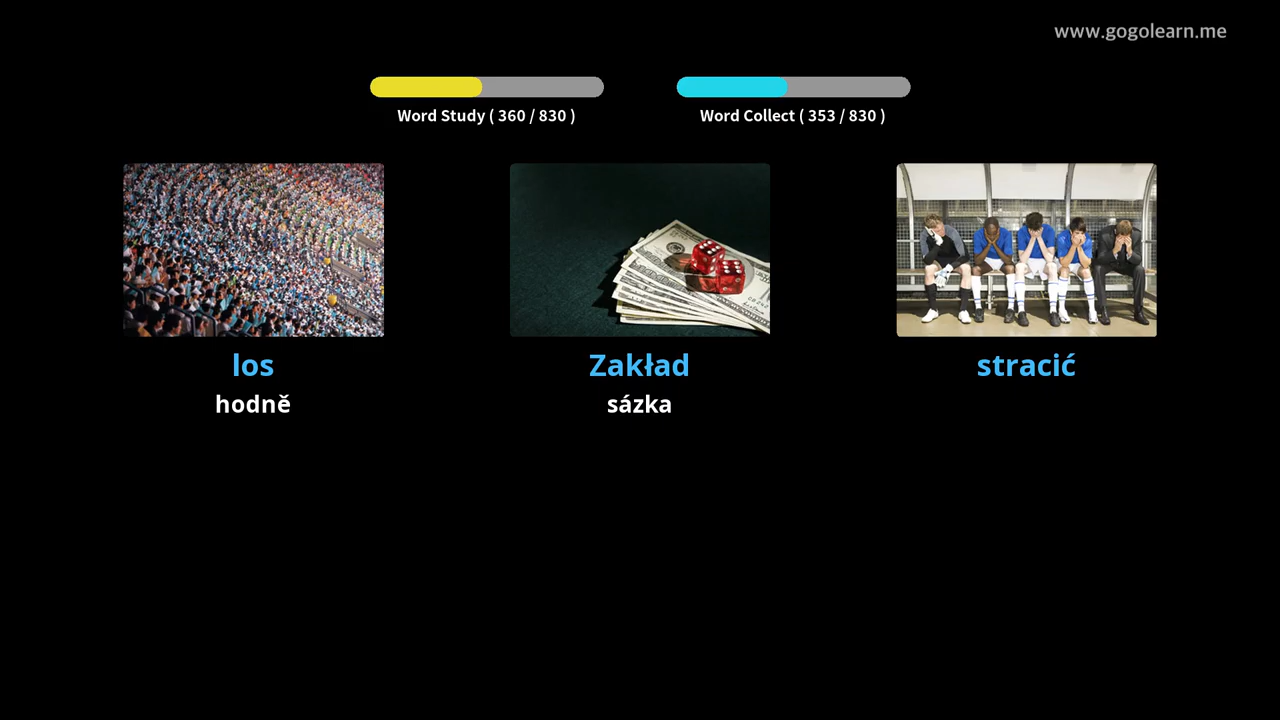 www.gogolearn.me
Word Study ( 360 / 830 )
Word Collect ( 353 / 830 )
los
Zakład
stracić
hodně
sázka